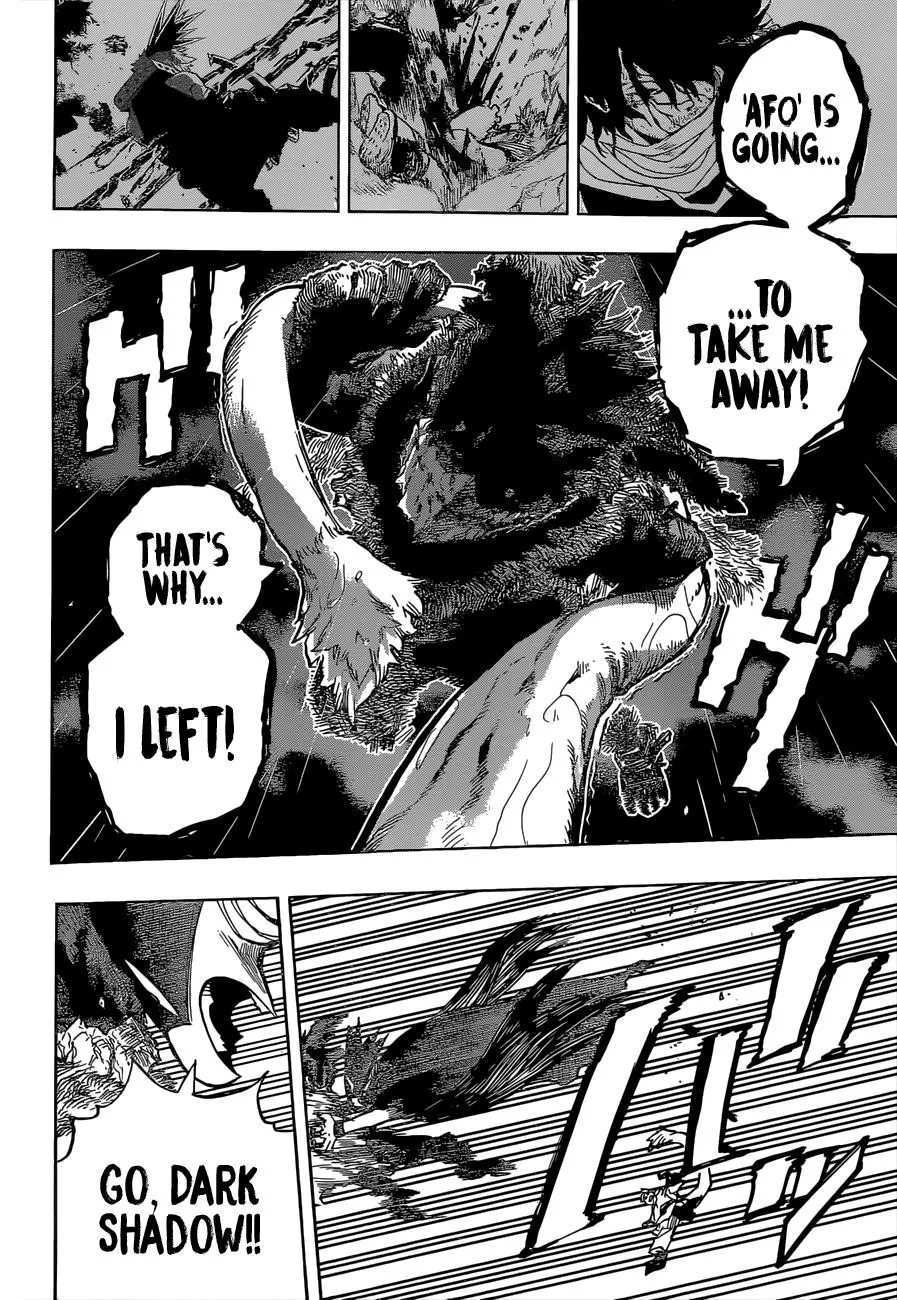 'AFO' IS
GOING...
...TO
TAKE ME
AWAY!
THAT'S
WHY...
I LEFT!
GO, DARK
SHADOW!!